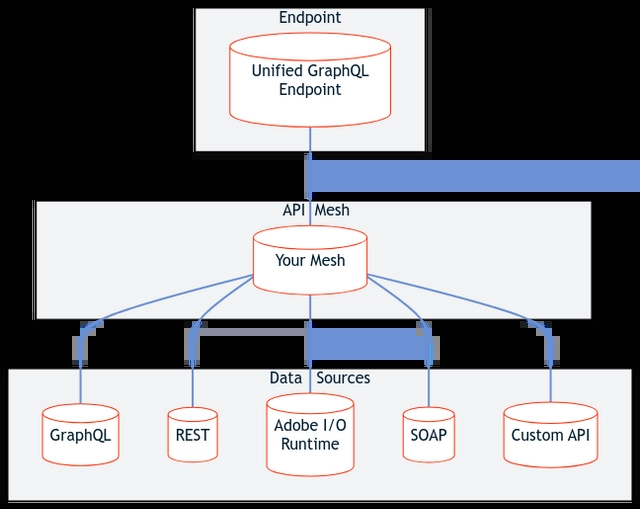 Endpoint
Unified GraphQL
Endpoint
API Mesh
Your Mesh
Data Sources
GraphQL
REST
Adobe I/O
Runtime
SOAP
Custom API